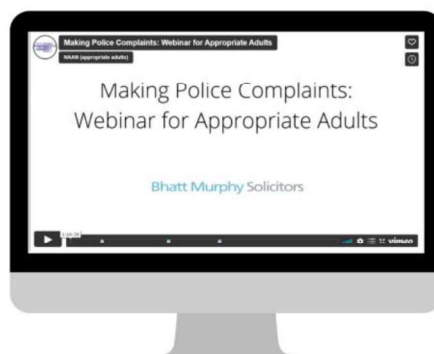 Making Police Complaints: Webinar for Appropriate Adults
NAAN (appropriate adults)
Making Police Complaints:
Webinar for Appropriate Adults
Bhatt Murphy Solicitors
vimeo